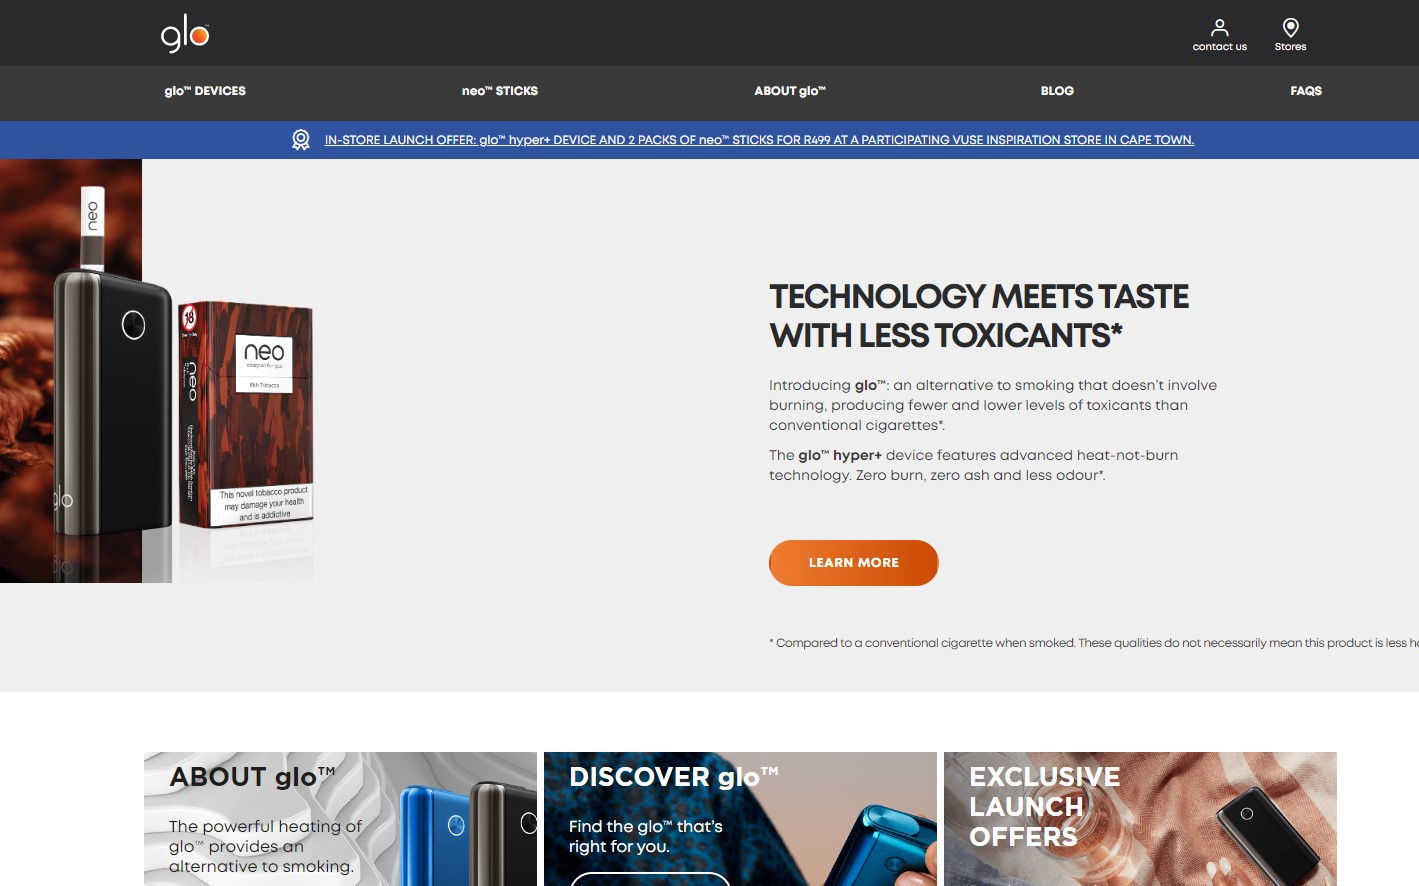 glo™
contact us
Stores
glo™ DEVICES
neo™ STICKS
ABOUT glo™
BLOG
FAQS
IN-STORE LAUNCH OFFER: glo™ hyper+ DEVICE AND 2 PACKS OF neo™ STICKS FOR R499 AT A PARTICIPATING VUSE INSPIRATION STORE IN CAPE TOWN.
neo
18
neo
designed for glo
Rich Tobacco
neo
This novel tobacco product
may damage your health
and is addictive
glo
TECHNOLOGY MEETS TASTE
WITH LESS TOXICANTS*
Introducing glo™: an alternative to smoking that doesn't involve
burning, producing fewer and lower levels of toxicants than
conventional cigarettes*.
The glo™ hyper+ device features advanced heat-not-burn
technology. Zero burn, zero ash and less odour*.
LEARN MORE
* Compared to a conventional cigarette when smoked. These qualities do not necessarily mean this product is less
ABOUT glo™
The powerful heating of
glo™ provides an
alternative to smoking.
DISCOVER glo™
Find the glo™ that's
right for you.
EXCLUSIVE
LAUNCH
OFFERS